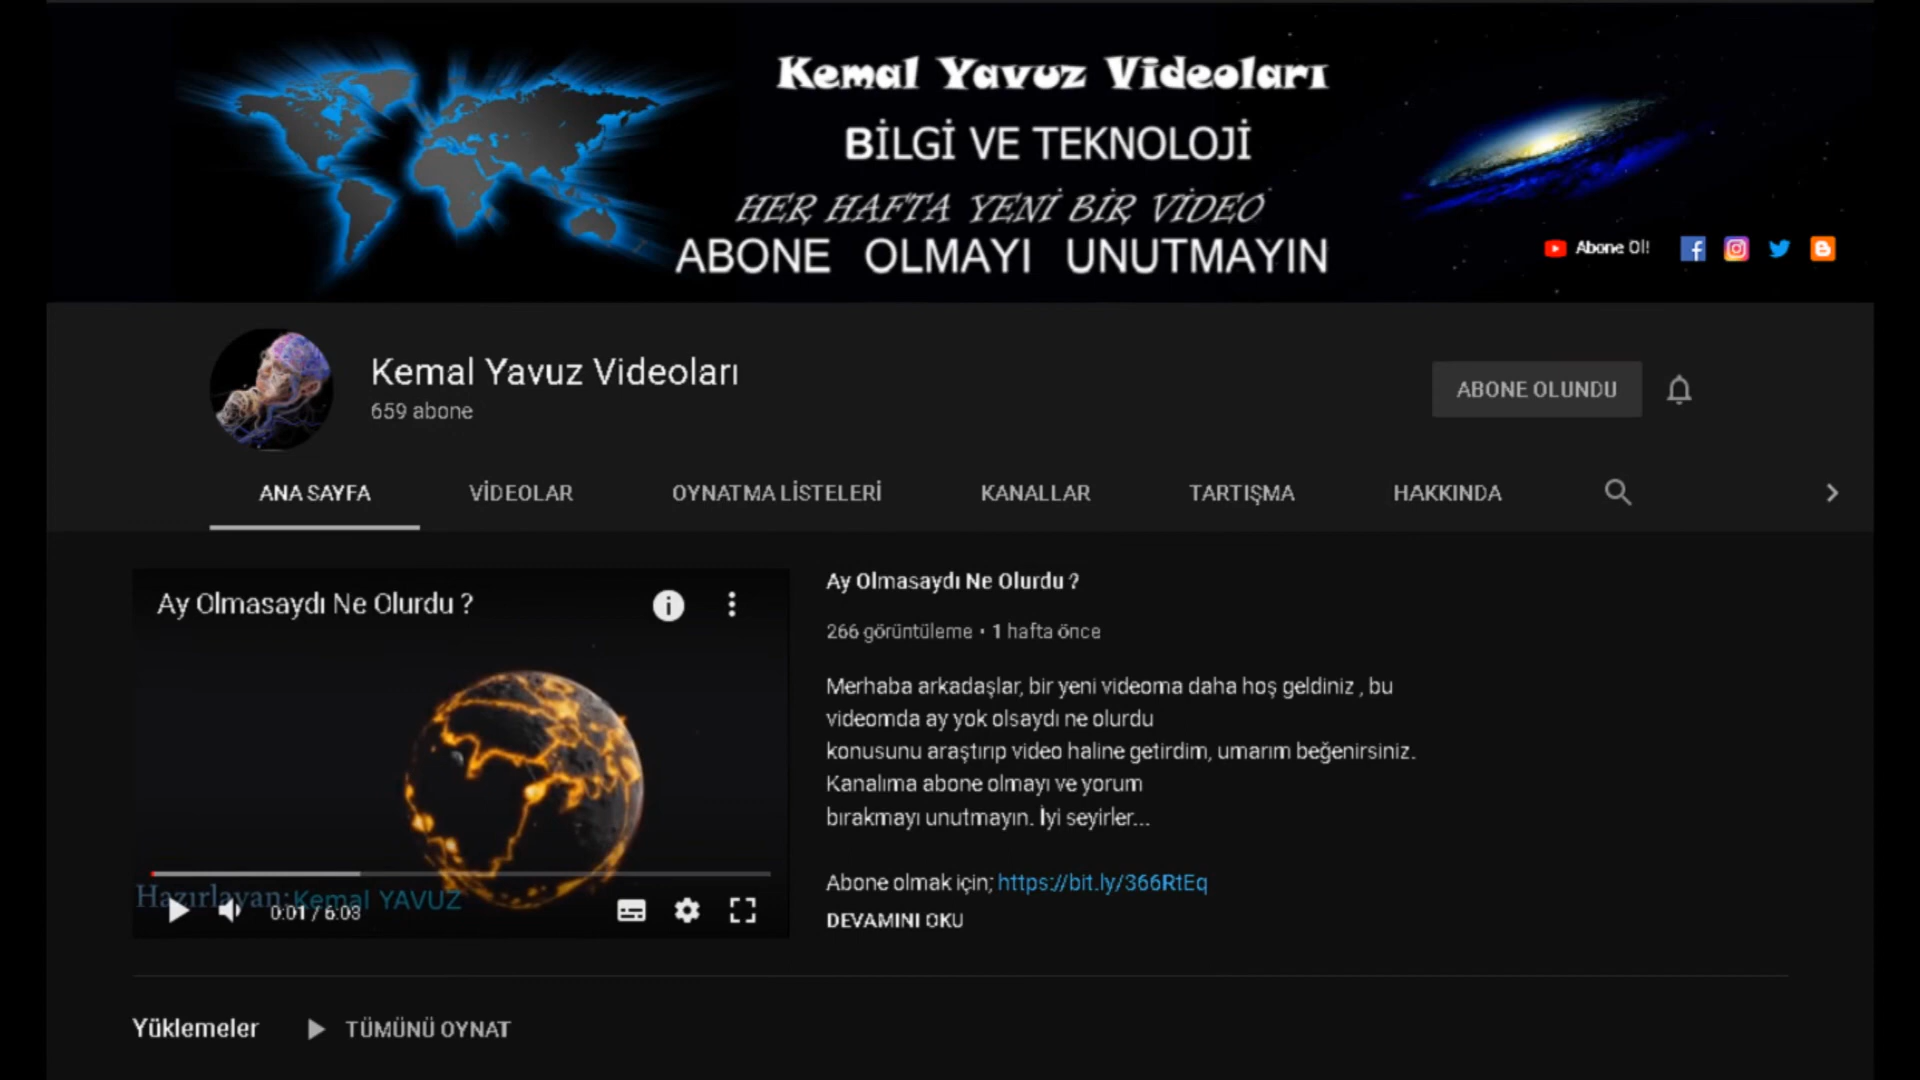 Kemal Yavuz Videoları
BİLGİ VE TEKNOLOJİ
HER HAFTA YENİ BİR VİDEO
ABONE OLMAYI UNUTMAYIN
Abone Ol!
Kemal Yavuz Videoları
659 abone
ABONE OLUNDU
ANA SAYFA
VİDEOLAR
OYNATMA LİSTELERİ
KANALLAR
TARTIŞMA
HAKKINDA
Ay Olmasaydı Ne Olurdu ?
Hazırlayan: Kemal YAVUZ
0:01 / 6:03
Ay Olmasaydı Ne Olurdu ?
266 görüntüleme • 1 hafta önce
Merhaba arkadaşlar, bir yeni videoma daha hoş geldiniz , bu
videomda ay yok olsaydı ne olurdu
konusunu araştırıp video haline getirdim, umarım beğenirsiniz.
Kanalıma abone olmayı ve yorum
bırakmayı unutmayın. İyi seyirler...
Abone olmak için; https://bit.ly/366RtEq
DEVAMINI OKU
Yüklemeler
TÜMÜNÜ OYNAT